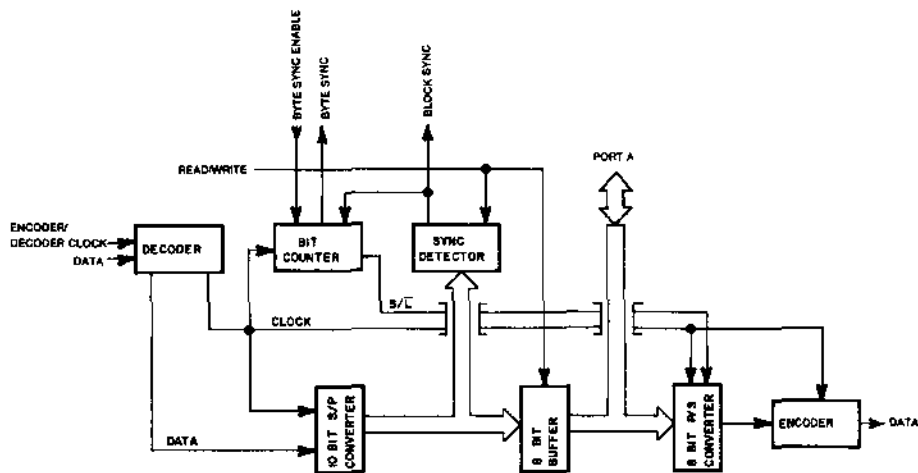 BYTE SYNC ENABLE
BYTE SYNC
BLOCK SYNC
READ/WRITE
PORT A
ENCODER/
DECODER CLOCK
DATA
DECODER
BIT
COUNTER
SYNC
DETECTOR
S/L̅
CLOCK
DATA
10 BIT S/P
CONVERTER
8 BIT
BUFFER
8 BIT P/S
CONVERTER
ENCODER
DATA